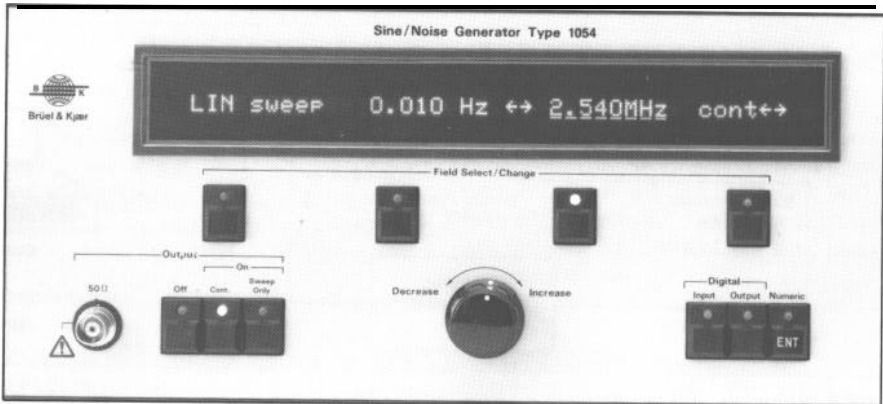 Sine/Noise Generator Type 1054
B K
Brüel & Kjær
LIN sweep 0.010 Hz ↔ 2.540MHz cont↔
Field Select/Change
Output
On
50Ω
Off
Cont.
Sweep
Only
Decrease
Increase
Digital
Input Output Numeric
ENT